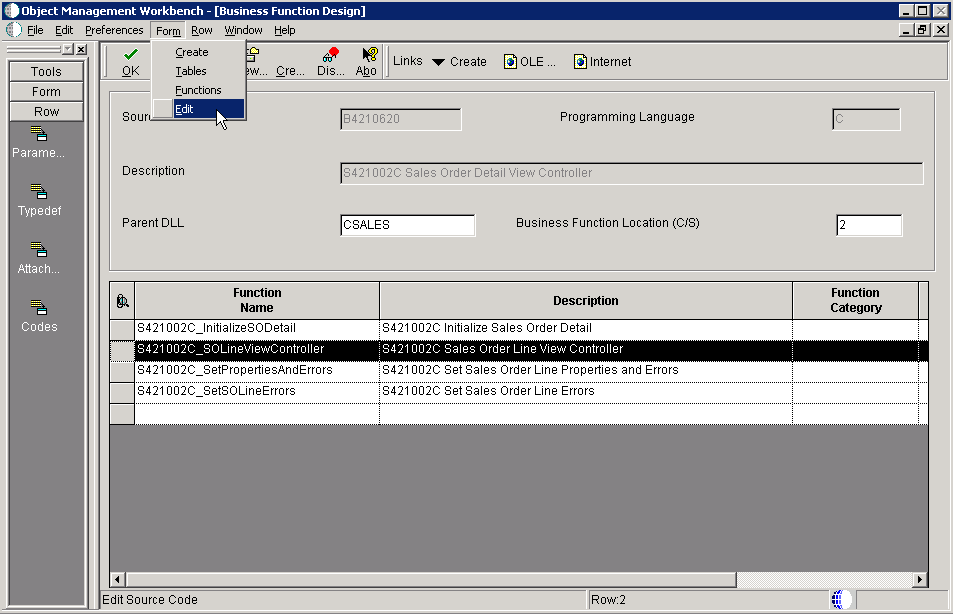 Object Management Workbench - [Business Function Design]
File Edit Preferences Form Row Window Help
Create
Tables
Functions
Edit
OK
w... Cre... Dis... Abo
Links Create OLE ... Internet
Tools
Form
Row
Parame...
Typedef
Attach...
Codes
Sour
B4210620
Programming Language
C
Description
S421002C Sales Order Detail View Controller
Parent DLL
CSALES
Business Function Location (C/S)
2
Function Name Description Function Category
S421002C_InitializeSODetail S421002C Initialize Sales Order Detail
S421002C_SOLineViewController S421002C Sales Order Line View Controller
S421002C_SetPropertiesAndErrors S421002C Set Sales Order Line Properties and Errors
S421002C_SetSOLineErrors S421002C Set Sales Order Line Errors
Edit Source Code
Row:2